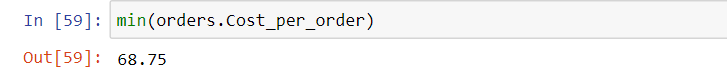 In [59]: min(orders.Cost_per_order)
Out[59]: 68.75